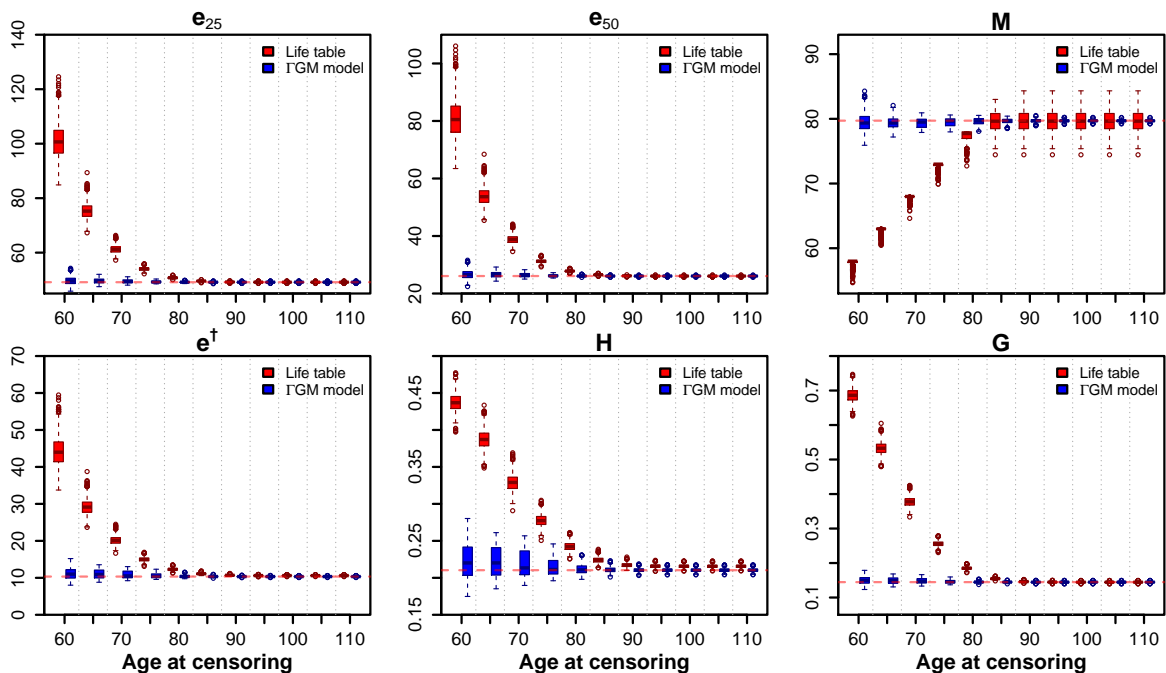 e25 e50 M
140 120 100 80 60
Life table
ΓGM model
60 70 80 90 100 110
100 80 60 40 20
Life table
ΓGM model
60 70 80 90 100 110
90 80 70 60
Life table
ΓGM model
60 70 80 90 100 110
e† H G
70 60 50 40 30 20 10 0
Life table
ΓGM model
60 70 80 90 100 110
Age at censoring
0.45 0.35 0.25 0.15
Life table
ΓGM model
60 70 80 90 100 110
Age at censoring
0.7 0.5 0.3 0.1
Life table
ΓGM model
60 70 80 90 100 110
Age at censoring